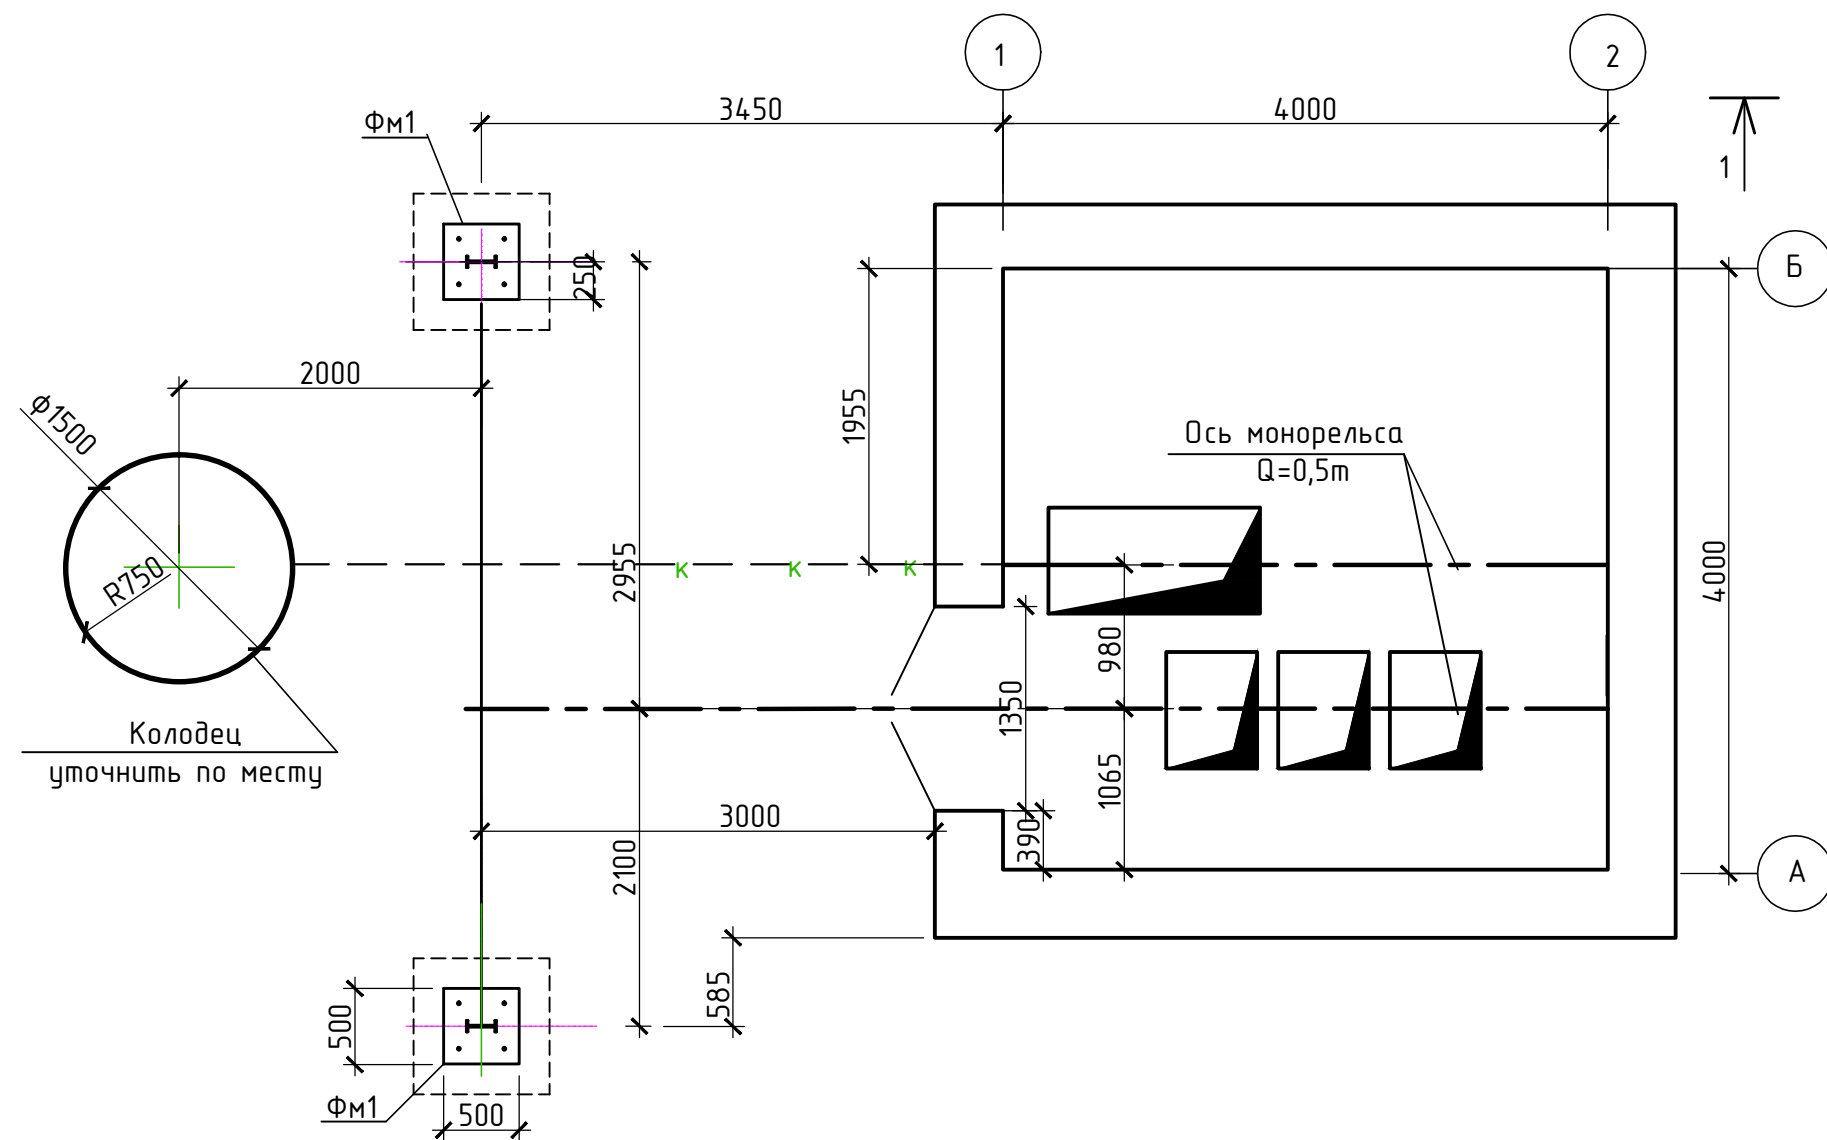 1
2
3450
4000
Фм1
1
Б
250
2000
1955
ф1500
Ось монорельса
Q=0,5т
R750
2955
к
к
к
4000
980
1350
Колодец
уточнить по месту
1065
3000
390
2100
А
585
500
Фм1
500